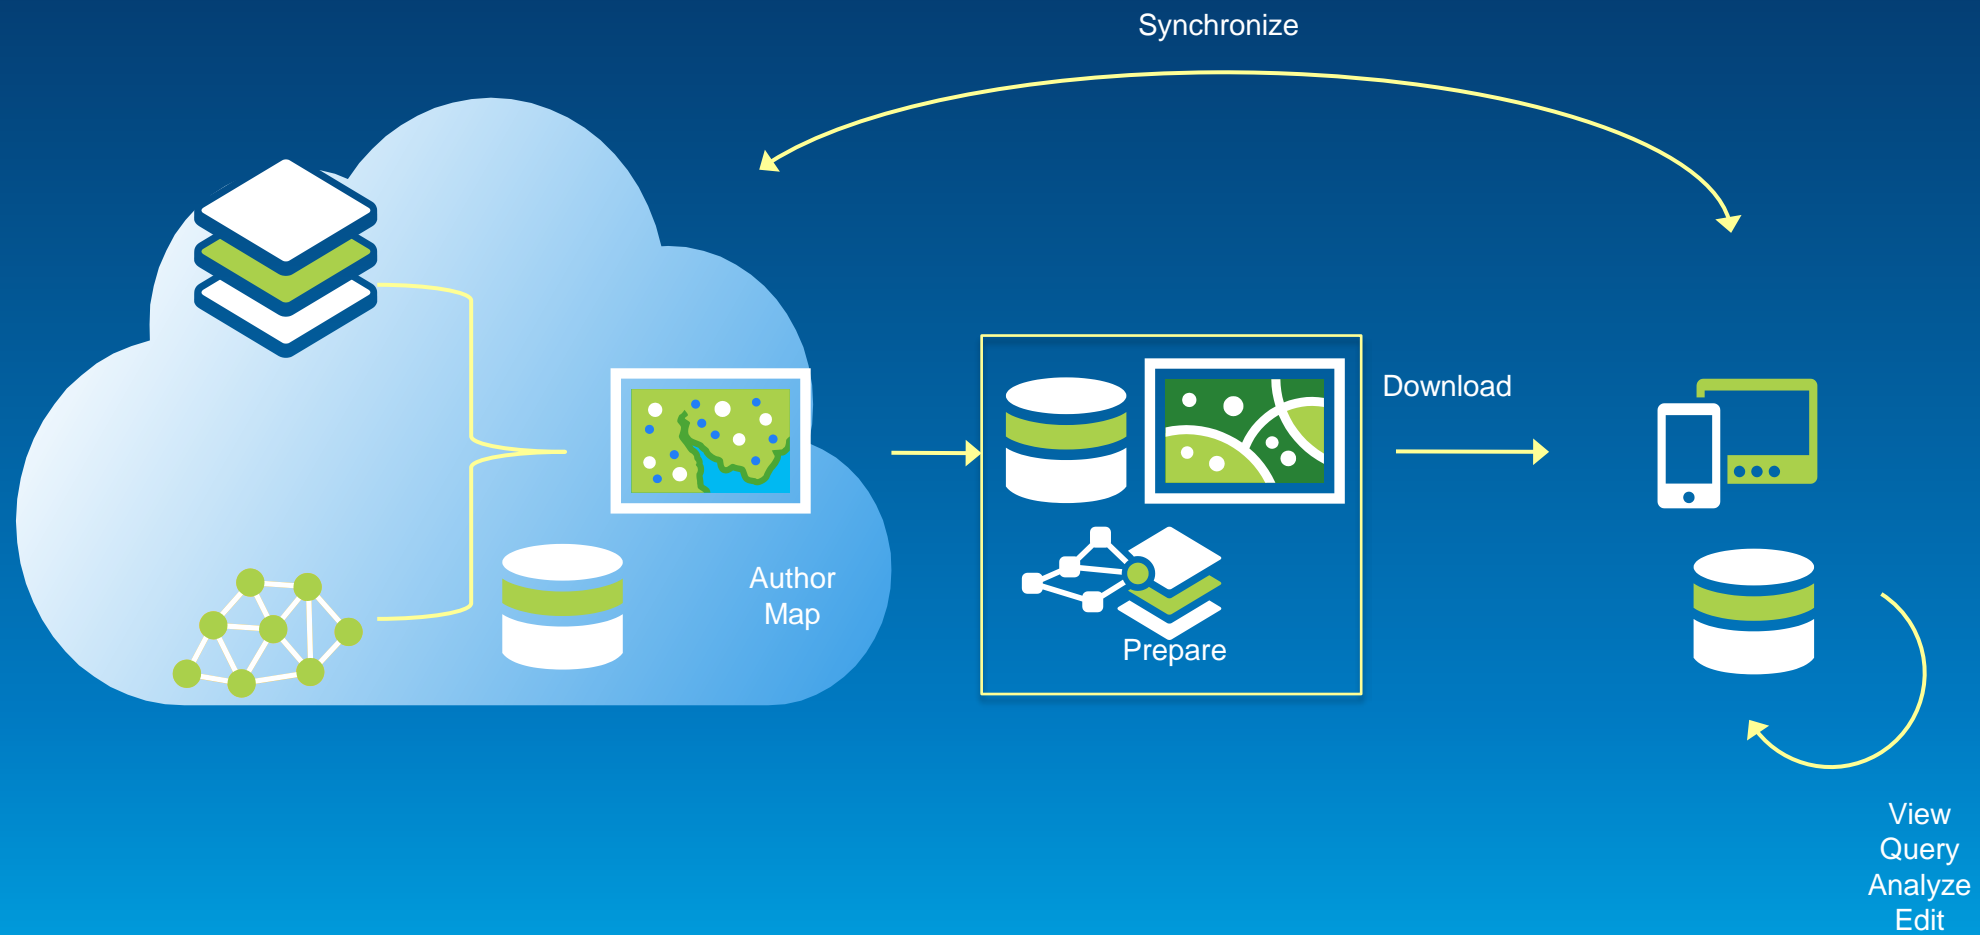 Synchronize
Author
Map
Prepare
Download
View
Query
Analyze
Edit